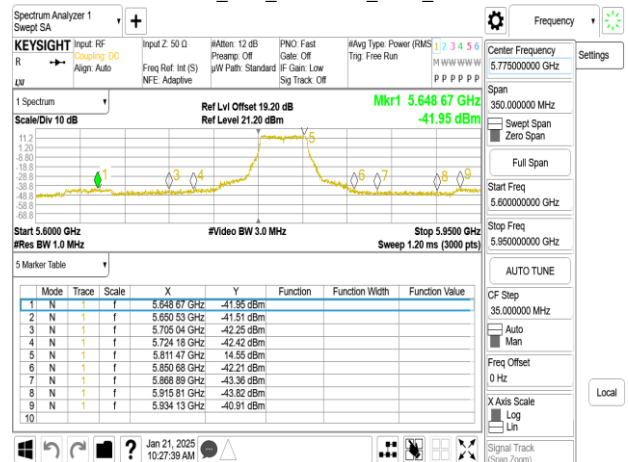 Spectrum Analyzer 1
Swept SA
Frequency
KEYSIGHT
R
Input: RF
Coupling: DC
Align: Auto
Input Z: 50 Ω
Freq Ref: Int (S)
NFE: Adaptive
#Atten: 12 dB
Preamp: Off
µW Path: Standard
PNO: Fast
Gate: Off
IF Gain: Low
Sig Track: Off
#Avg Type: Power (RMS
Trig: Free Run
1 2 3 4 5 6
M W W W W W
P P P P P P
1 Spectrum
Scale/Div 10 dB
Ref Lvl Offset 19.20 dB
Ref Level 21.20 dBm
Mkr1 5.648 67 GHz
-41.95 dBm
11.2
1.20
-8.80
-18.8
-28.8
-38.8
-48.8
-58.8
-68.8
1
3
4
5
6
7
8
9
Start 5.6000 GHz
#Res BW 1.0 MHz
#Video BW 3.0 MHz
Stop 5.9500 GHz
Sweep 1.20 ms (3000 pts)
5 Marker Table
Mode Trace Scale X Y Function Function Width Function Value
1 N 1 f 5.648 67 GHz -41.95 dBm
2 N 1 f 5.650 53 GHz -41.51 dBm
3 N 1 f 5.705 04 GHz -42.25 dBm
4 N 1 f 5.724 18 GHz -42.42 dBm
5 N 1 f 5.811 47 GHz 14.55 dBm
6 N 1 f 5.850 68 GHz -42.21 dBm
7 N 1 f 5.868 89 GHz -43.36 dBm
8 N 1 f 5.915 81 GHz -43.82 dBm
9 N 1 f 5.934 13 GHz -40.91 dBm
10
Jan 21, 2025
10:27:39 AM
Center Frequency
5.775000000 GHz
Span
350.000000 MHz
Swept Span
Zero Span
Full Span
Start Freq
5.600000000 GHz
Stop Freq
5.950000000 GHz
AUTO TUNE
CF Step
35.000000 MHz
Auto
Man
Freq Offset
0 Hz
X Axis Scale
Log
Lin
Signal Track
(Span Zoom)
Settings
Local